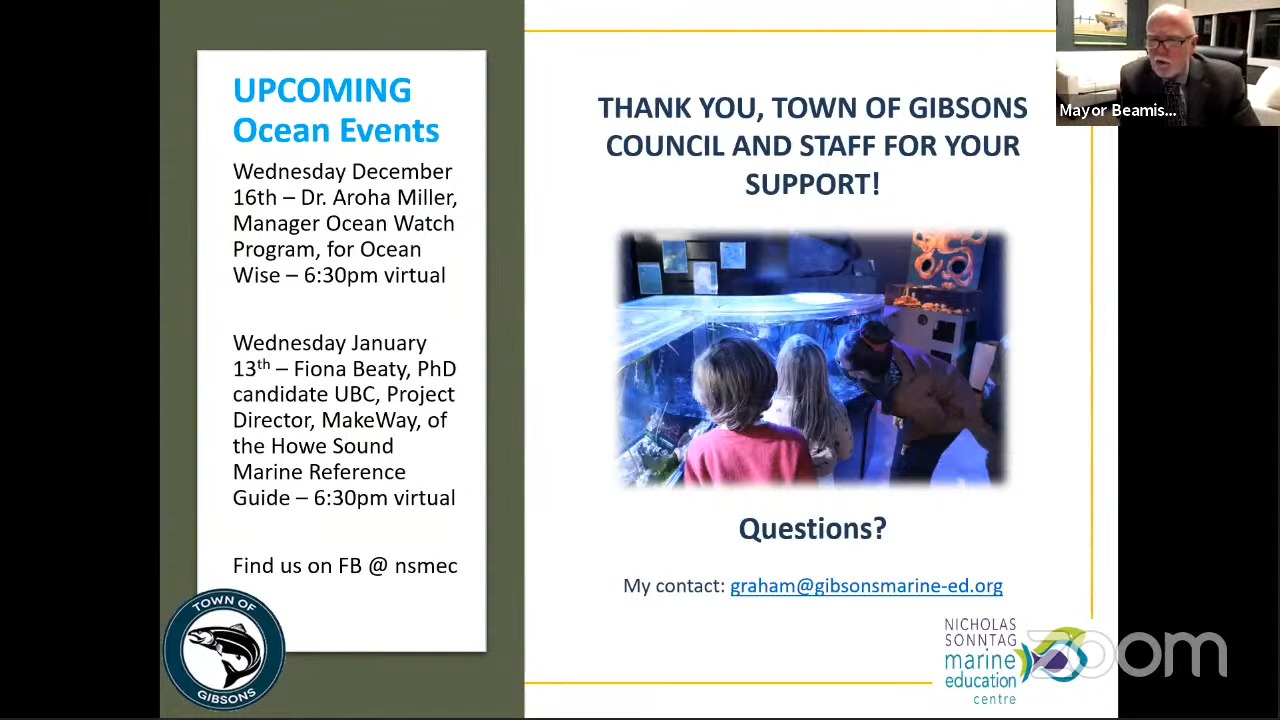 UPCOMING
Ocean Events
Wednesday December
16th – Dr. Aroha Miller,
Manager Ocean Watch
Program, for Ocean
Wise – 6:30pm virtual
Wednesday January
13th – Fiona Beaty, PhD
candidate UBC, Project
Director, MakeWay, of
the Howe Sound
Marine Reference
Guide – 6:30pm virtual
Find us on FB @ nsmec
TOWN OF
GIBSONS
THANK YOU, TOWN OF GIBSONS
COUNCIL AND STAFF FOR YOUR
SUPPORT!
Questions?
My contact: graham@gibsonsmarine-ed.org
NICHOLAS
SONNTAG
marine
education
centre
zoom
Mayor Beamis...